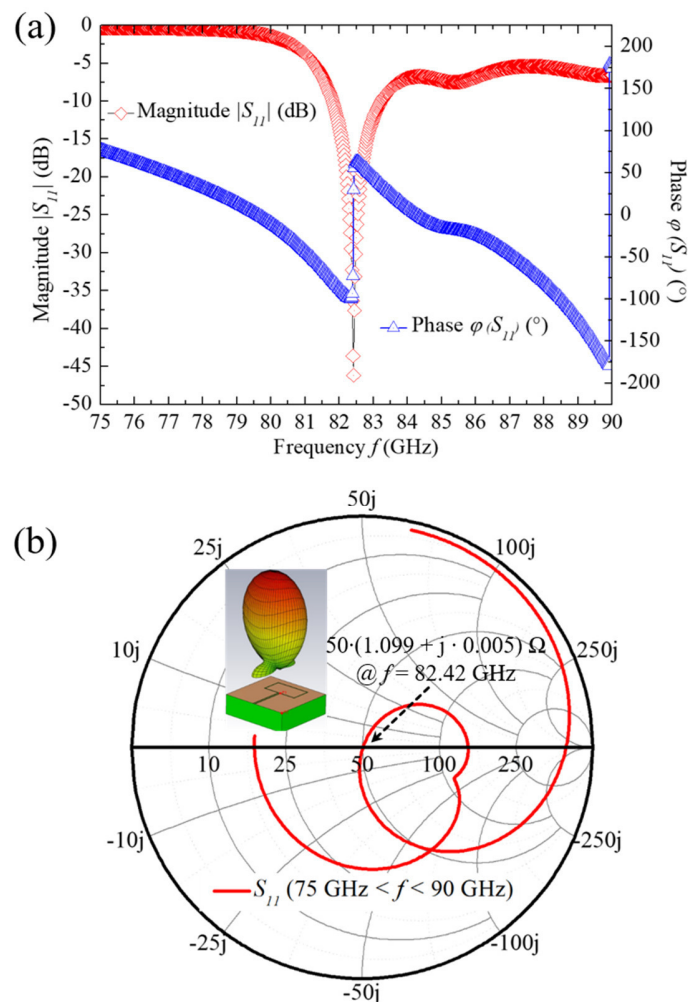 (a)
0
-5
-10
-15
-20
-25
-30
-35
-40
-45
-50
Magnitude |S₁₁| (dB)
Magnitude |S₁₁| (dB)
Phase φ (S₁₁) (°)
75 76 77 78 79 80 81 82 83 84 85 86 87 88 89 90
Frequency f (GHz)
200
150
100
50
0
-50
-100
-150
-200
Phase φ (S₁₁) (°)
(b)
50j
25j
100j
10j
250j
50·(1.099 + j · 0.005) Ω
@ f = 82.42 GHz
10 25 50 100 250
-10j
-250j
S₁₁ (75 GHz < f < 90 GHz)
-25j
-100j
-50j